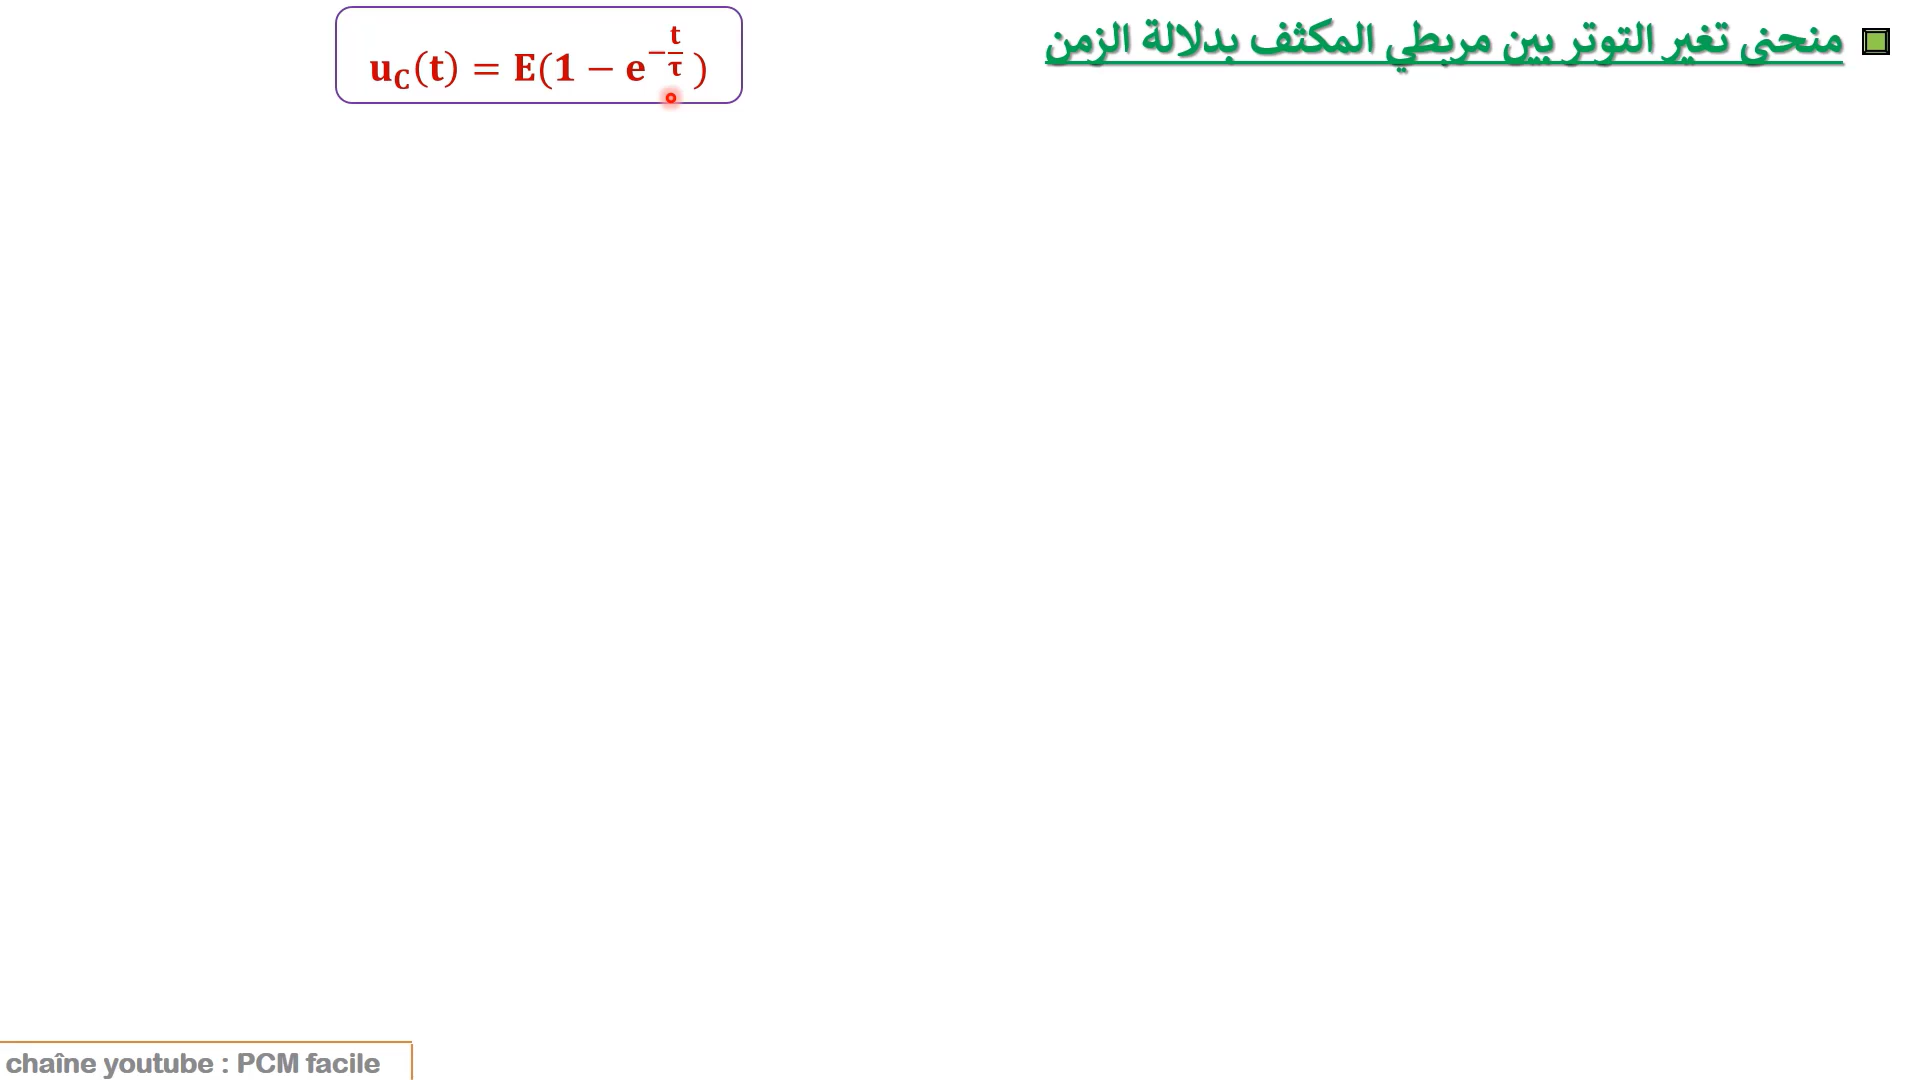 منحنى تغير التوتر بين مربطي المكثف بدلالة الزمن
u_C(t) = E(1 − e^{−t/τ})
chaîne youtube : PCM facile